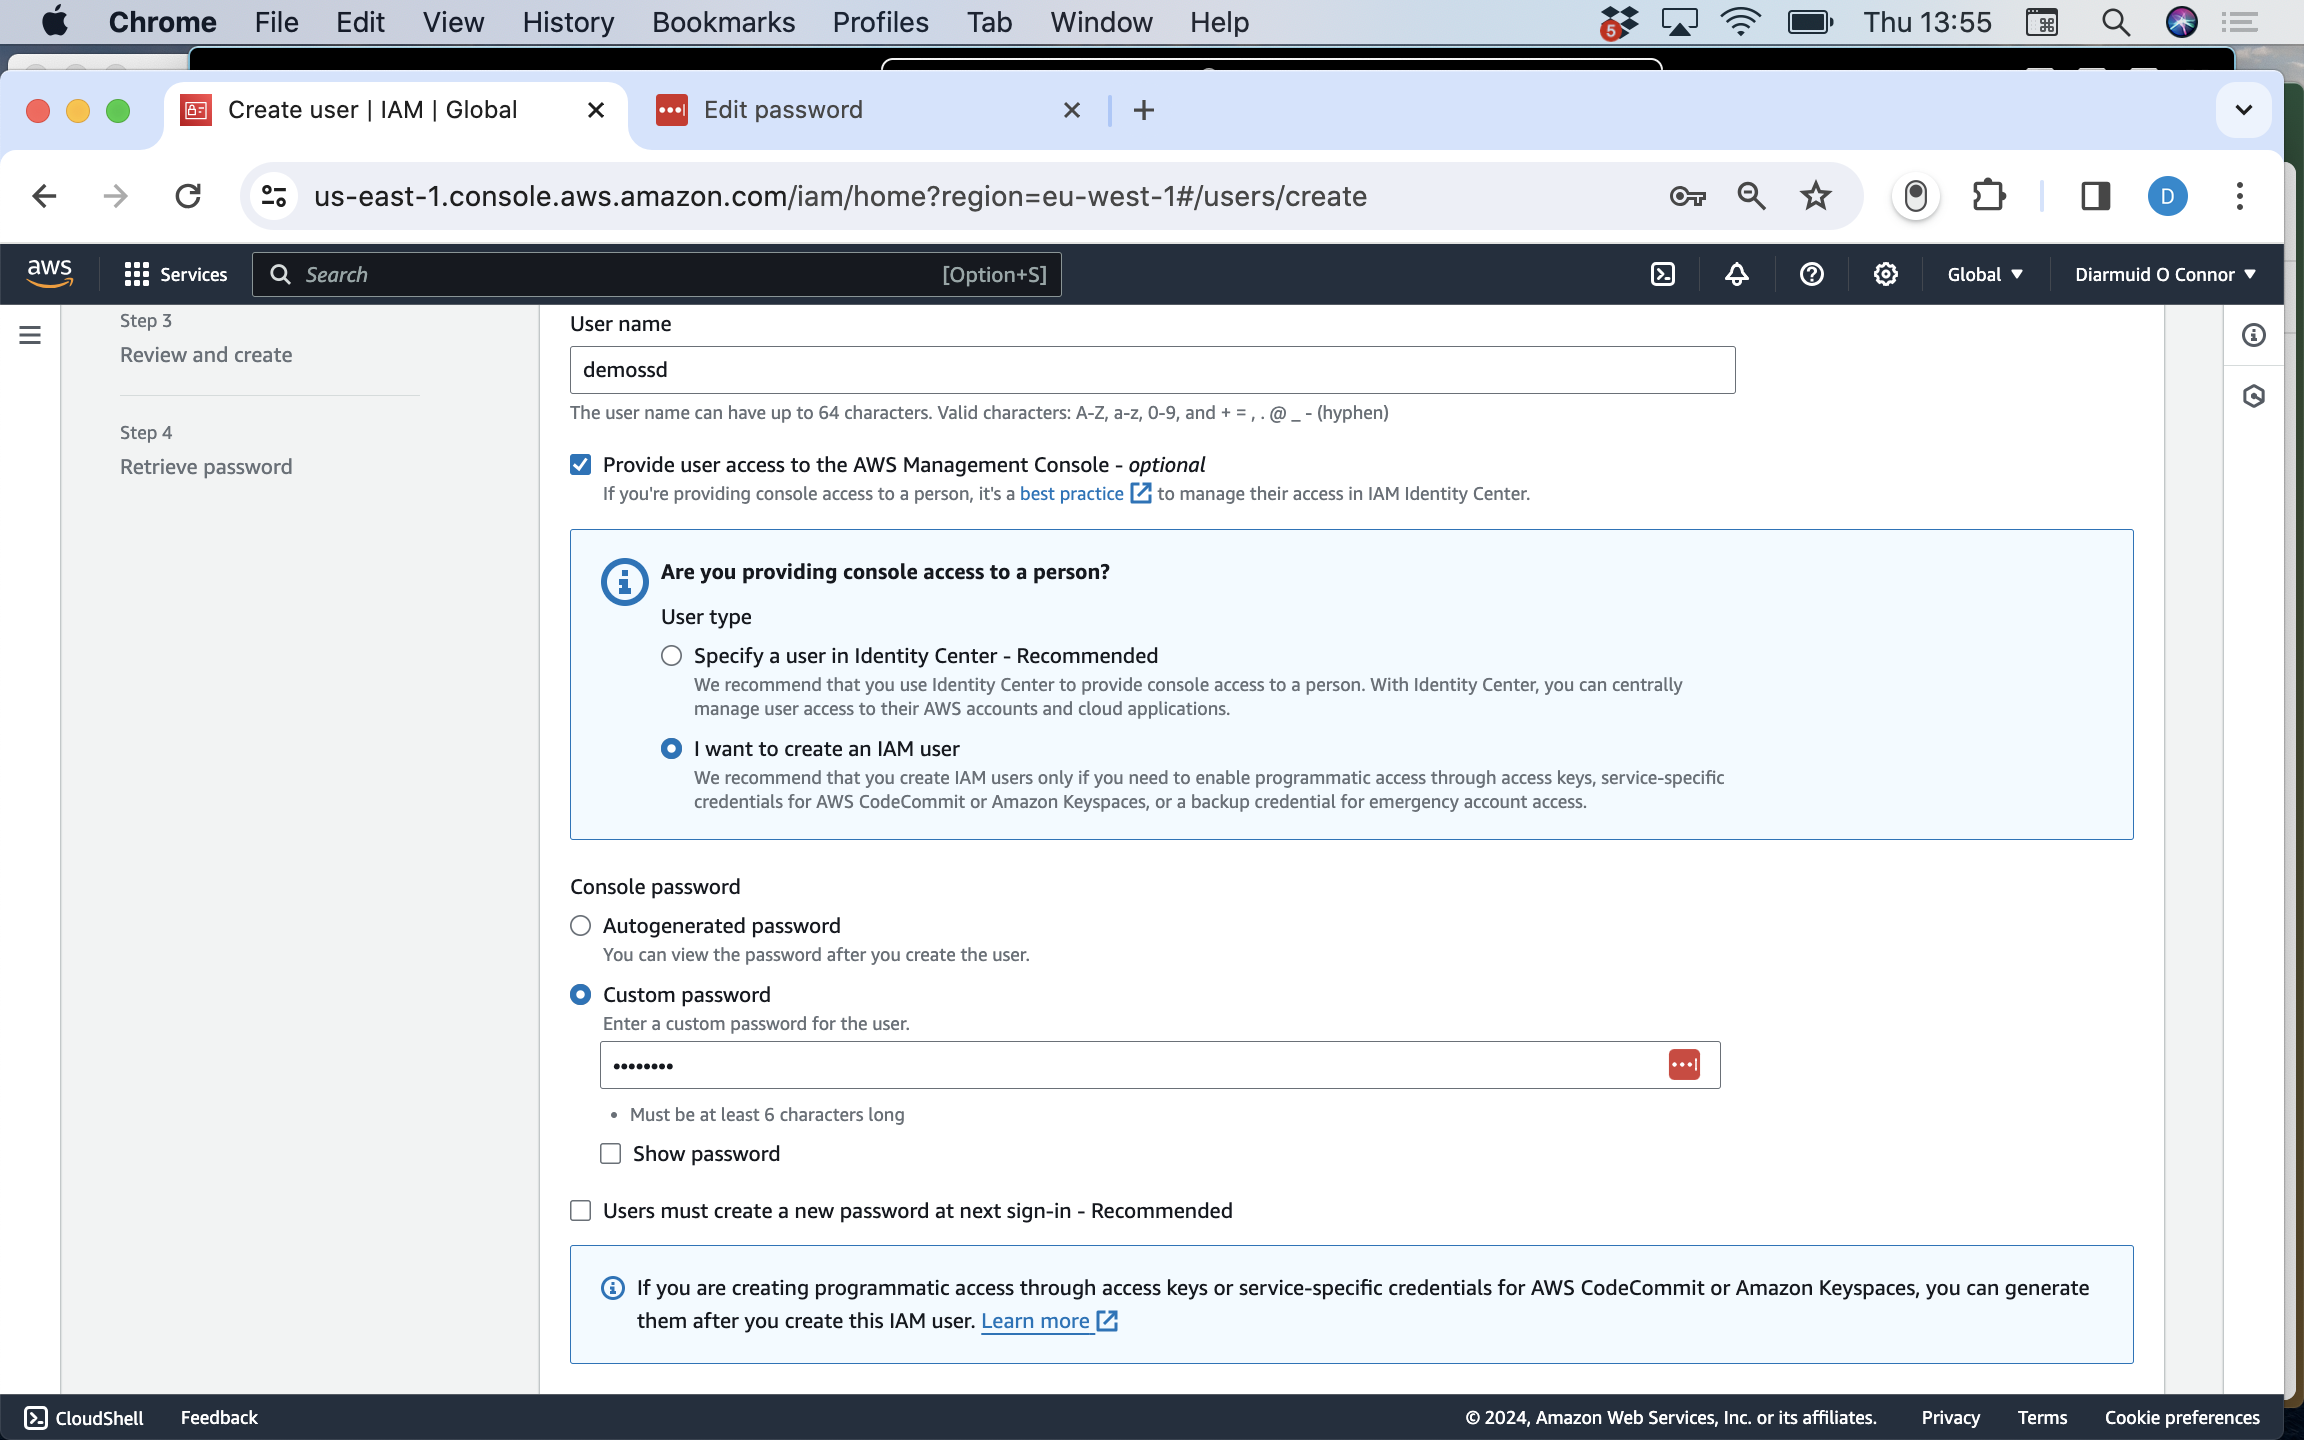 Chrome File Edit View History Bookmarks Profiles Tab Window Help 5 Thu 13:55
Create user | IAM | Global
Edit password
us-east-1.console.aws.amazon.com/iam/home?region=eu-west-1#/users/create
D
aws Services Search [Option+S] Global Diarmuid O Connor
Step 3
Review and create
Step 4
Retrieve password
User name
demossd
The user name can have up to 64 characters. Valid characters: A-Z, a-z, 0-9, and + = , . @ _ - (hyphen)
Provide user access to the AWS Management Console - optional
If you're providing console access to a person, it's a best practice to manage their access in IAM Identity Center.
Are you providing console access to a person?
User type
Specify a user in Identity Center - Recommended
We recommend that you use Identity Center to provide console access to a person. With Identity Center, you can centrally
manage user access to their AWS accounts and cloud applications.
I want to create an IAM user
We recommend that you create IAM users only if you need to enable programmatic access through access keys, service-specific
credentials for AWS CodeCommit or Amazon Keyspaces, or a backup credential for emergency account access.
Console password
Autogenerated password
You can view the password after you create the user.
Custom password
Enter a custom password for the user.
••••••••
• Must be at least 6 characters long
Show password
Users must create a new password at next sign-in - Recommended
If you are creating programmatic access through access keys or service-specific credentials for AWS CodeCommit or Amazon Keyspaces, you can generate
them after you create this IAM user. Learn more
CloudShell Feedback © 2024, Amazon Web Services, Inc. or its affiliates. Privacy Terms Cookie preferences